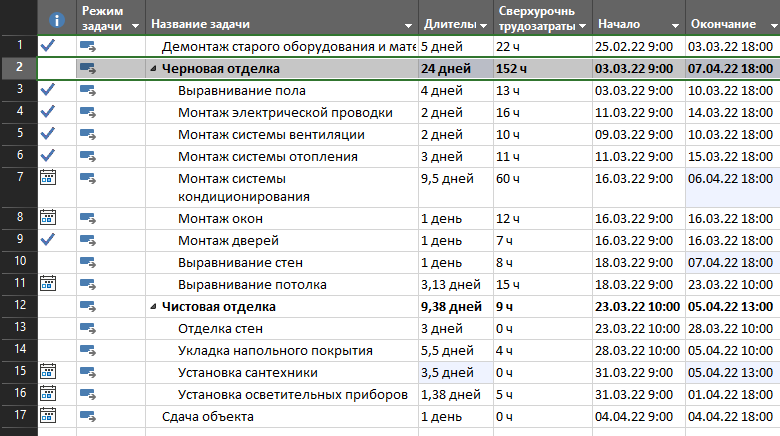 Режим задачи Название задачи Длителы Сверхурочнь трудозатраты Начало Окончание
1 Демонтаж старого оборудования и мате 5 дней 22 ч 25.02.22 9:00 03.03.22 18:00
2 Черновая отделка 24 дней 152 ч 03.03.22 9:00 07.04.22 18:00
3 Выравнивание пола 4 дней 13 ч 03.03.22 9:00 10.03.22 18:00
4 Монтаж электрической проводки 2 дней 16 ч 11.03.22 9:00 14.03.22 18:00
5 Монтаж системы вентиляции 2 дней 10 ч 09.03.22 9:00 10.03.22 18:00
6 Монтаж системы отопления 3 дней 11 ч 11.03.22 9:00 15.03.22 18:00
7 Монтаж системы кондиционирования 9,5 дней 60 ч 16.03.22 9:00 06.04.22 18:00
8 Монтаж окон 1 день 12 ч 16.03.22 9:00 16.03.22 18:00
9 Монтаж дверей 1 день 7 ч 16.03.22 9:00 16.03.22 18:00
10 Выравнивание стен 1 день 8 ч 18.03.22 9:00 07.04.22 18:00
11 Выравнивание потолка 3,13 дней 15 ч 18.03.22 9:00 23.03.22 10:00
12 Чистовая отделка 9,38 дней 9 ч 23.03.22 10:00 05.04.22 13:00
13 Отделка стен 3 дней 0 ч 23.03.22 10:00 28.03.22 10:00
14 Укладка напольного покрытия 5,5 дней 4 ч 28.03.22 10:00 05.04.22 10:00
15 Установка сантехники 3,5 дней 0 ч 31.03.22 9:00 05.04.22 13:00
16 Установка осветительных приборов 1,38 дней 5 ч 31.03.22 9:00 01.04.22 18:00
17 Сдача объекта 1 день 0 ч 04.04.22 9:00 04.04.22 18:00